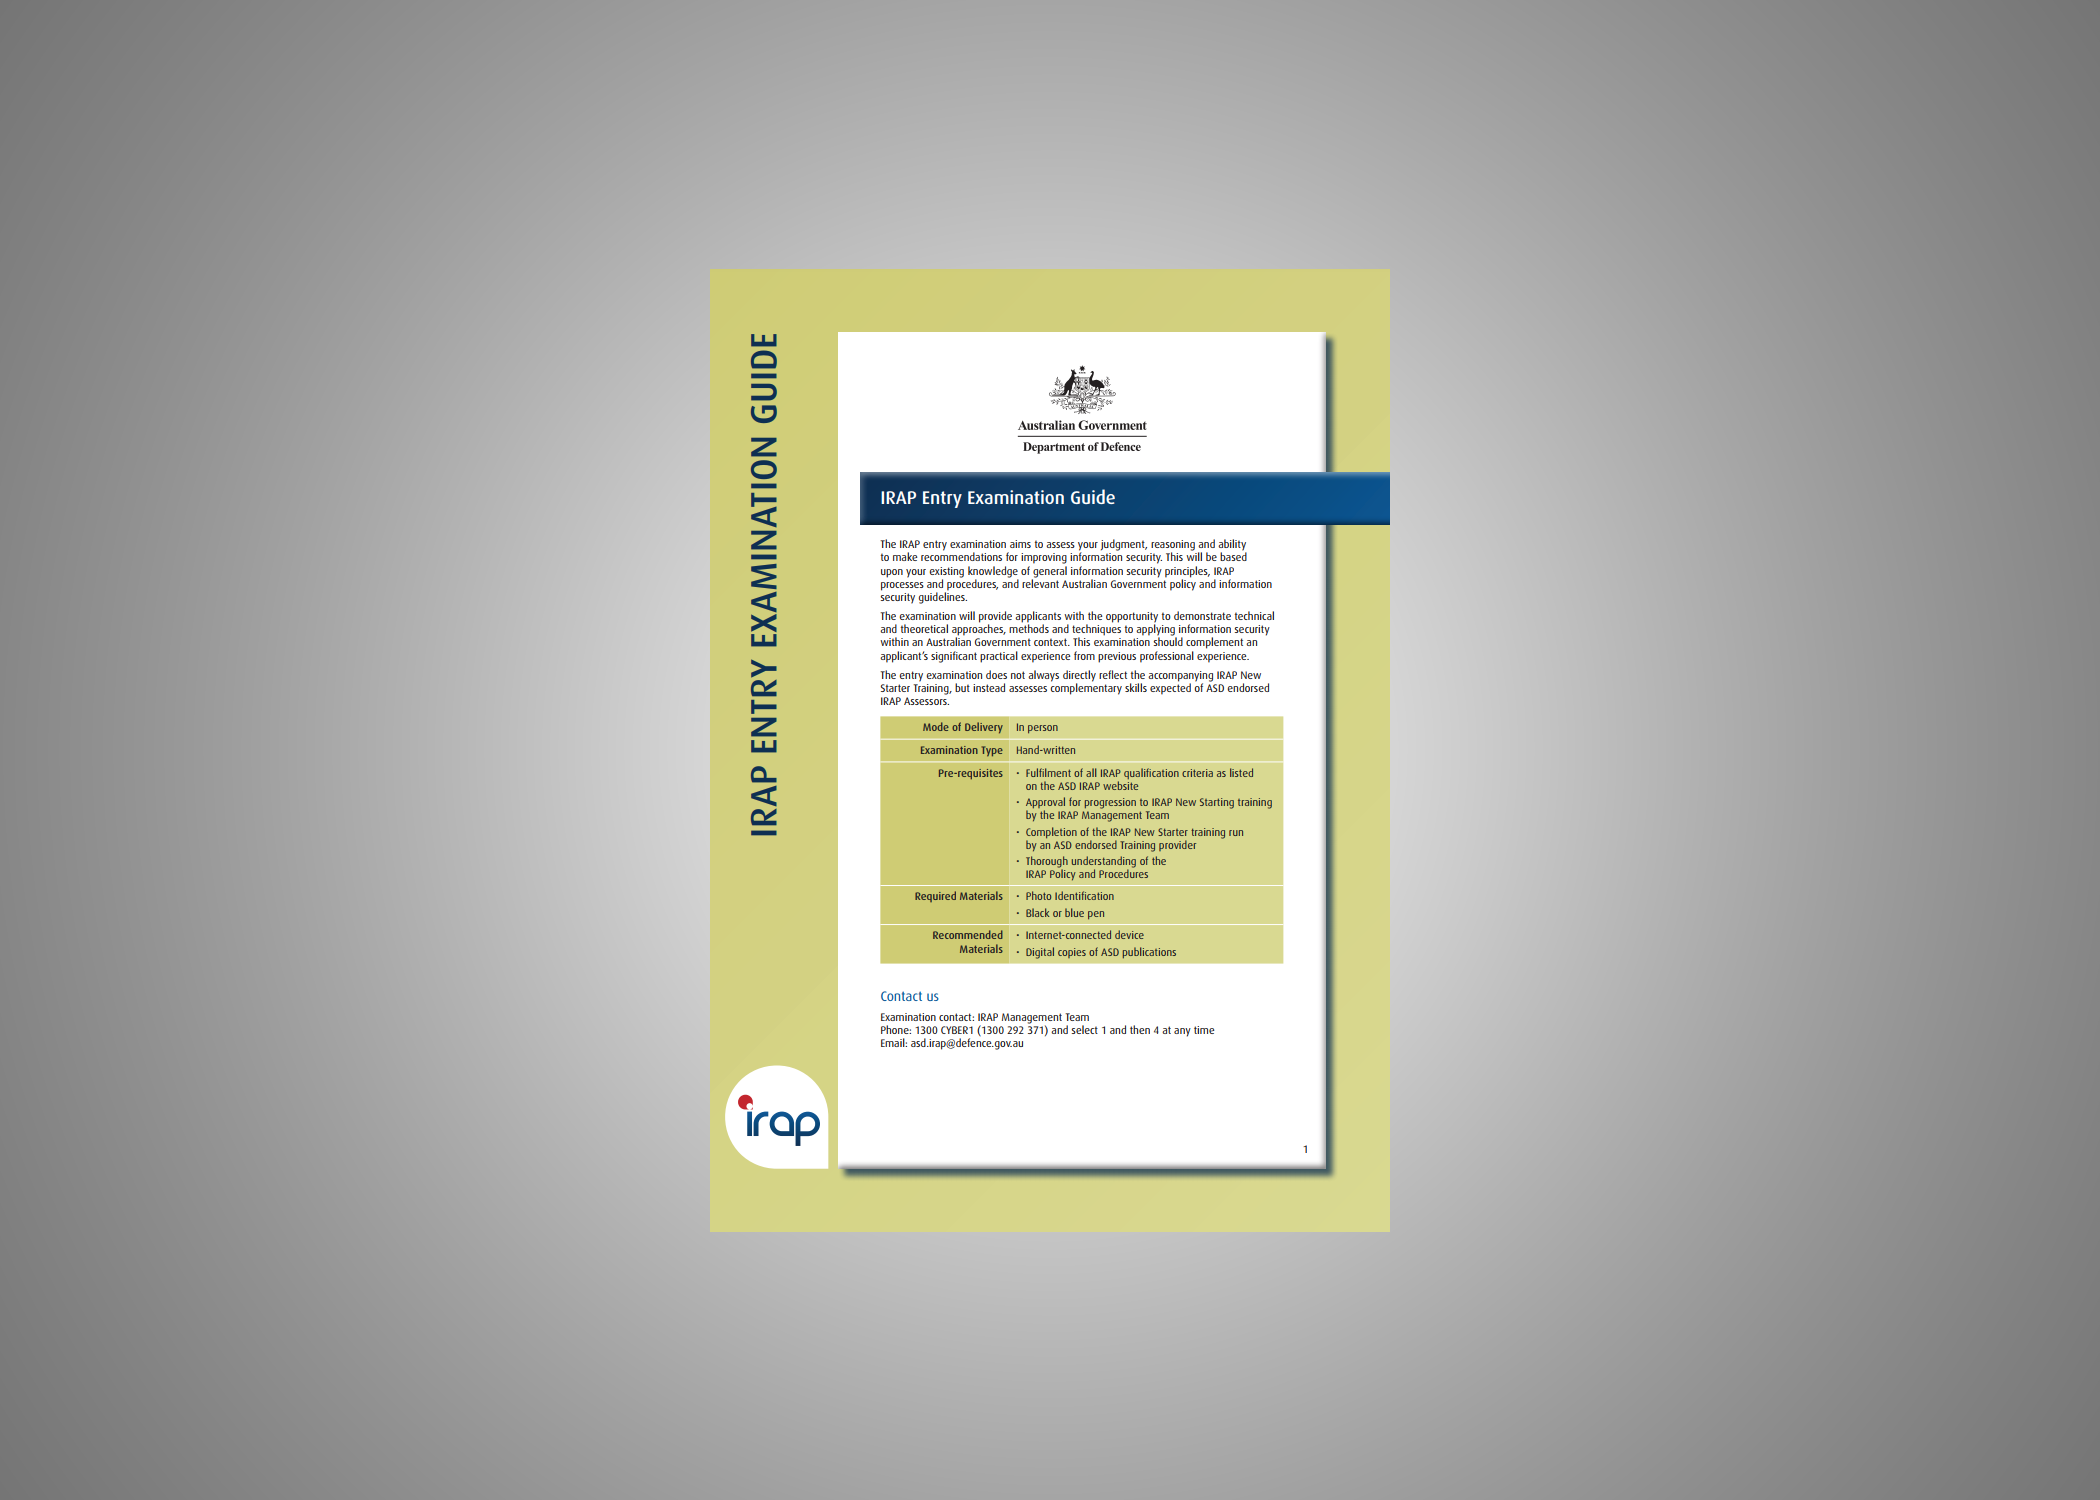 IRAP ENTRY EXAMINATION GUIDE
Australian Government
Department of Defence
IRAP Entry Examination Guide
The IRAP entry examination aims to assess your judgment, reasoning and ability
to make recommendations for improving information security. This will be based
upon your existing knowledge of general information security principles, IRAP
processes and procedures, and relevant Australian Government policy and information
security guidelines.
The examination will provide applicants with the opportunity to demonstrate technical
and theoretical approaches, methods and techniques to applying information security
within an Australian Government context. This examination should complement an
applicant's significant practical experience from previous professional experience.
The entry examination does not always directly reflect the accompanying IRAP New
Starter Training, but instead assesses complementary skills expected of ASD endorsed
IRAP Assessors.
Mode of Delivery In person
Examination Type Hand-written
Pre-requisites • Fulfilment of all IRAP qualification criteria as listed
on the ASD IRAP website
• Approval for progression to IRAP New Starting training
by the IRAP Management Team
• Completion of the IRAP New Starter training run
by an ASD endorsed Training provider
• Thorough understanding of the
IRAP Policy and Procedures
Required Materials • Photo Identification
• Black or blue pen
Recommended Materials • Internet-connected device
• Digital copies of ASD publications
Contact us
Examination contact: IRAP Management Team
Phone: 1300 CYBER1 (1300 292 371) and select 1 and then 4 at any time
Email: asd.irap@defence.gov.au
irap
1